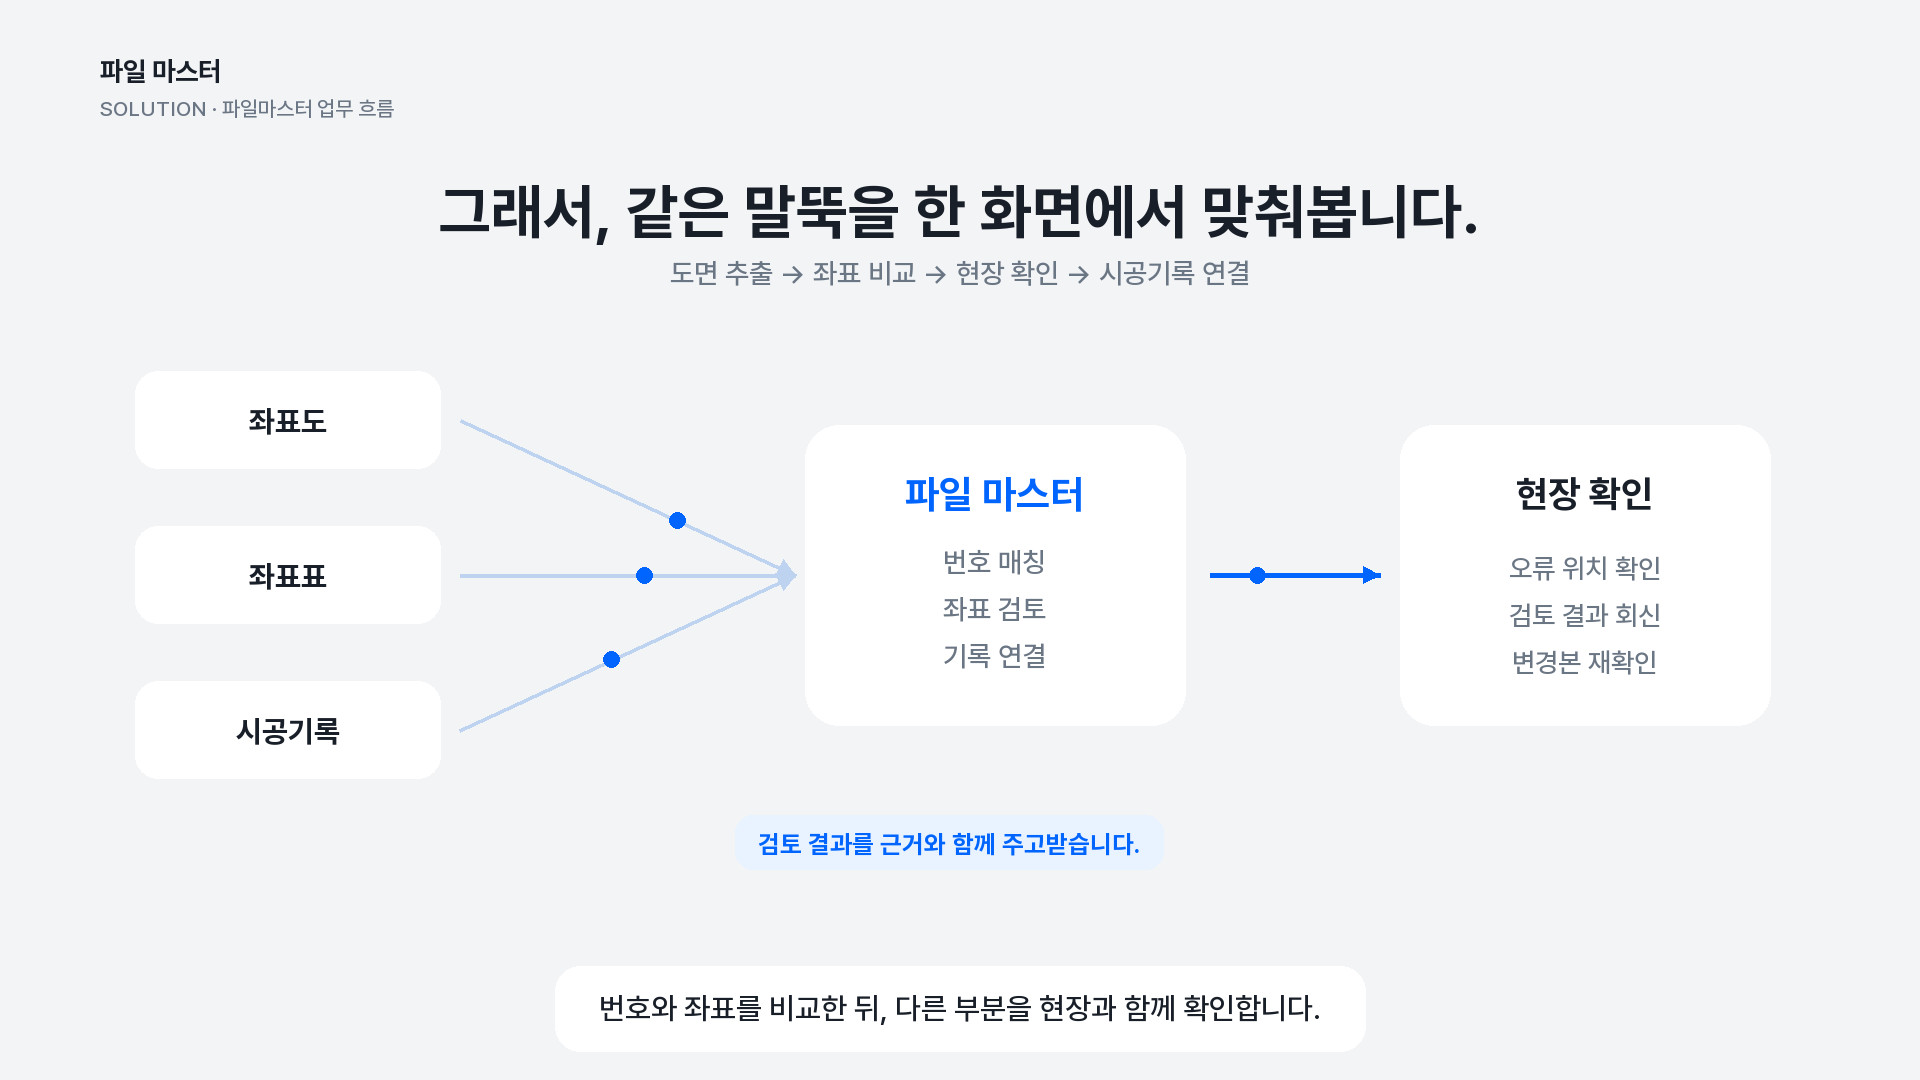 파일 마스터
SOLUTION · 파일마스터 업무 흐름
그래서, 같은 말뚝을 한 화면에서 맞춰봅니다.
도면 추출 → 좌표 비교 → 현장 확인 → 시공기록 연결
좌표도
좌표표
시공기록
파일 마스터
번호 매칭
좌표 검토
기록 연결
현장 확인
오류 위치 확인
검토 결과 회신
변경본 재확인
검토 결과를 근거와 함께 주고받습니다.
번호와 좌표를 비교한 뒤, 다른 부분을 현장과 함께 확인합니다.